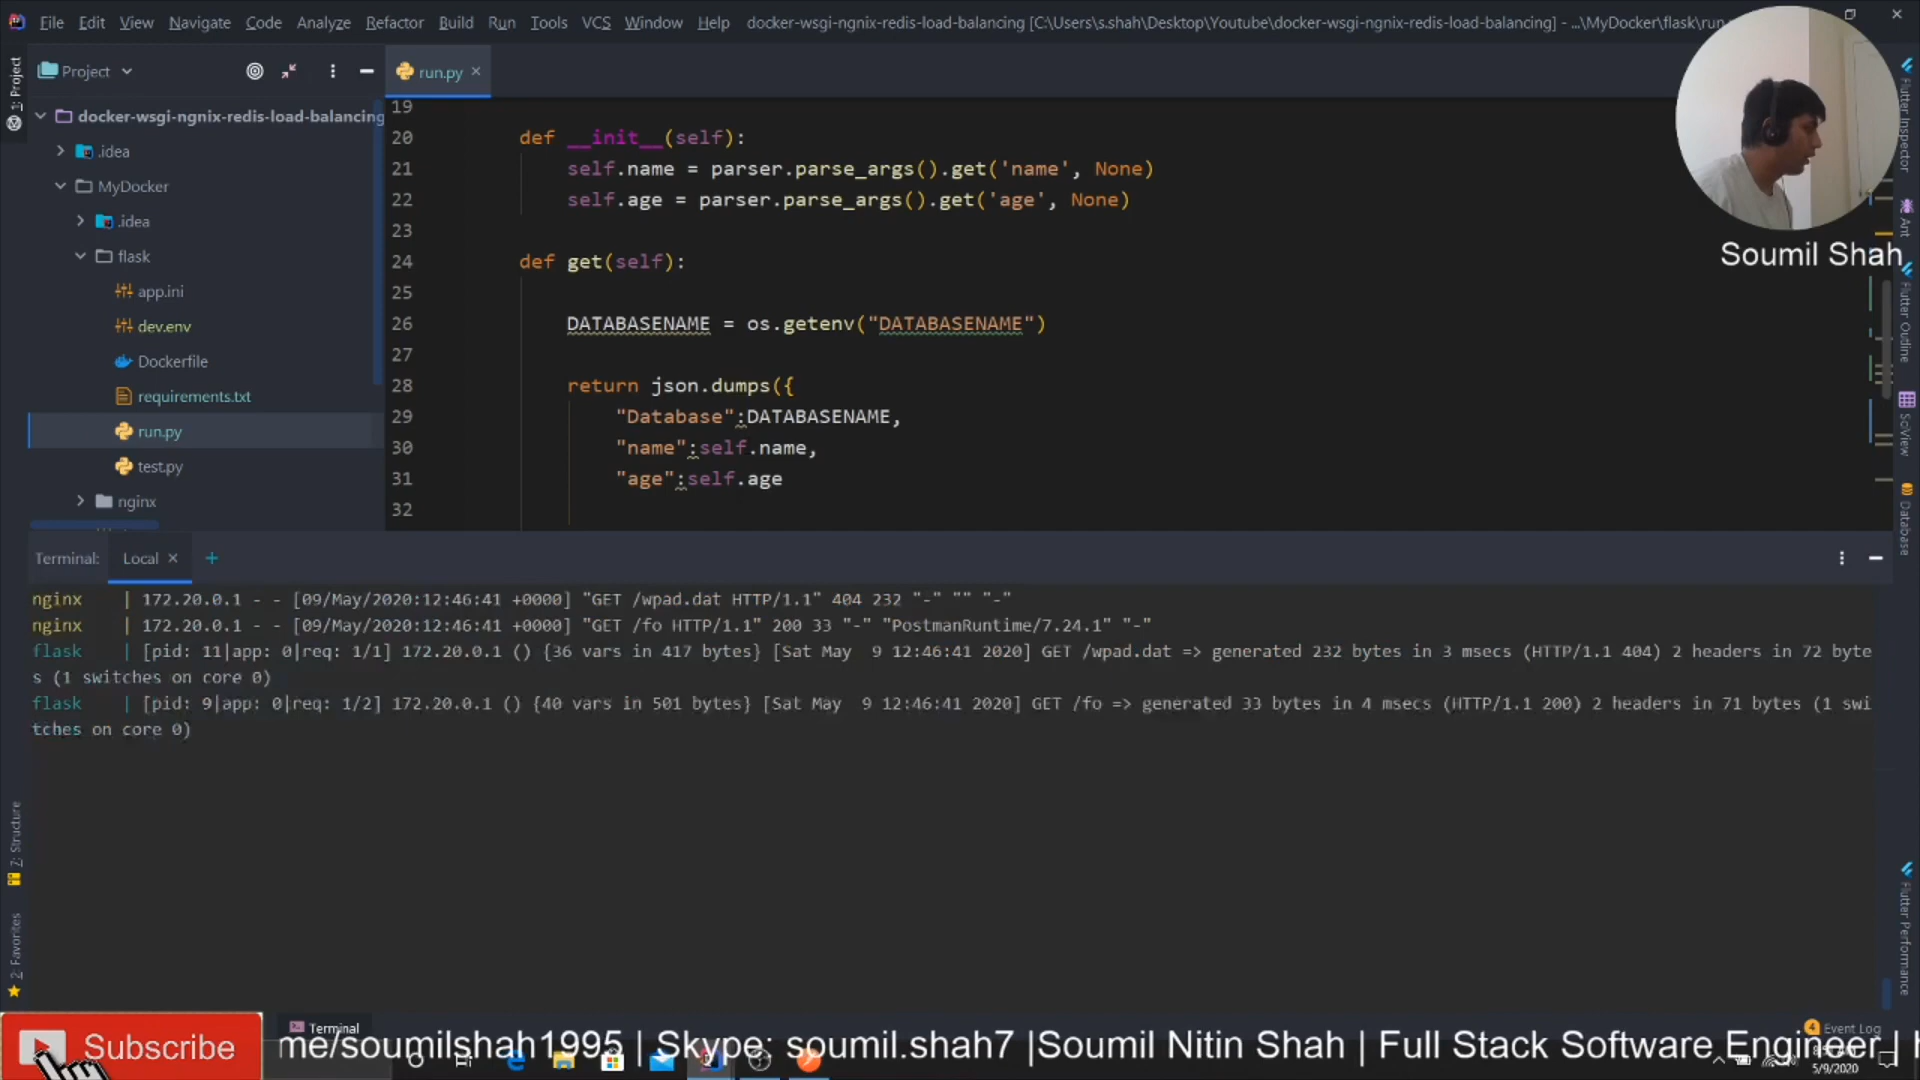 File Edit View Navigate Code Analyze Refactor Build Run Tools VCS Window Help docker-wsgi-ngnix-redis-load-balancing [C:\Users\s.shah\Desktop\Youtube\docker-wsgi-ngnix-redis-load-balancing] - ...\MyDocker\flask\run
Project
run.py
1: Project
docker-wsgi-ngnix-redis-load-balancing
.idea
MyDocker
.idea
flask
app.ini
dev.env
Dockerfile
requirements.txt
run.py
test.py
nginx
19
20 def __init__(self):
21 self.name = parser.parse_args().get('name', None)
22 self.age = parser.parse_args().get('age', None)
23
24 def get(self):
25
26 DATABASENAME = os.getenv("DATABASENAME")
27
28 return json.dumps({
29 "Database":DATABASENAME,
30 "name":self.name,
31 "age":self.age
32
Soumil Shah
Flutter Inspector
Ant
Flutter Outline
SciView
Database
Flutter Performance
Terminal: Local
nginx | 172.20.0.1 - - [09/May/2020:12:46:41 +0000] "GET /wpad.dat HTTP/1.1" 404 232 "-" "" "-"
nginx | 172.20.0.1 - - [09/May/2020:12:46:41 +0000] "GET /fo HTTP/1.1" 200 33 "-" "PostmanRuntime/7.24.1" "-"
flask | [pid: 11|app: 0|req: 1/1] 172.20.0.1 () {36 vars in 417 bytes} [Sat May  9 12:46:41 2020] GET /wpad.dat => generated 232 bytes in 3 msecs (HTTP/1.1 404) 2 headers in 72 byte
s (1 switches on core 0)
flask | [pid: 9|app: 0|req: 1/2] 172.20.0.1 () {40 vars in 501 bytes} [Sat May  9 12:46:41 2020] GET /fo => generated 33 bytes in 4 msecs (HTTP/1.1 200) 2 headers in 71 bytes (1 swi
tches on core 0)
7: Structure
2: Favorites
Terminal
4 Event Log
Subscribe
me/soumilshah1995 | Skype: soumil.shah7 |Soumil Nitin Shah | Full Stack Software Engineer | h
5/9/2020